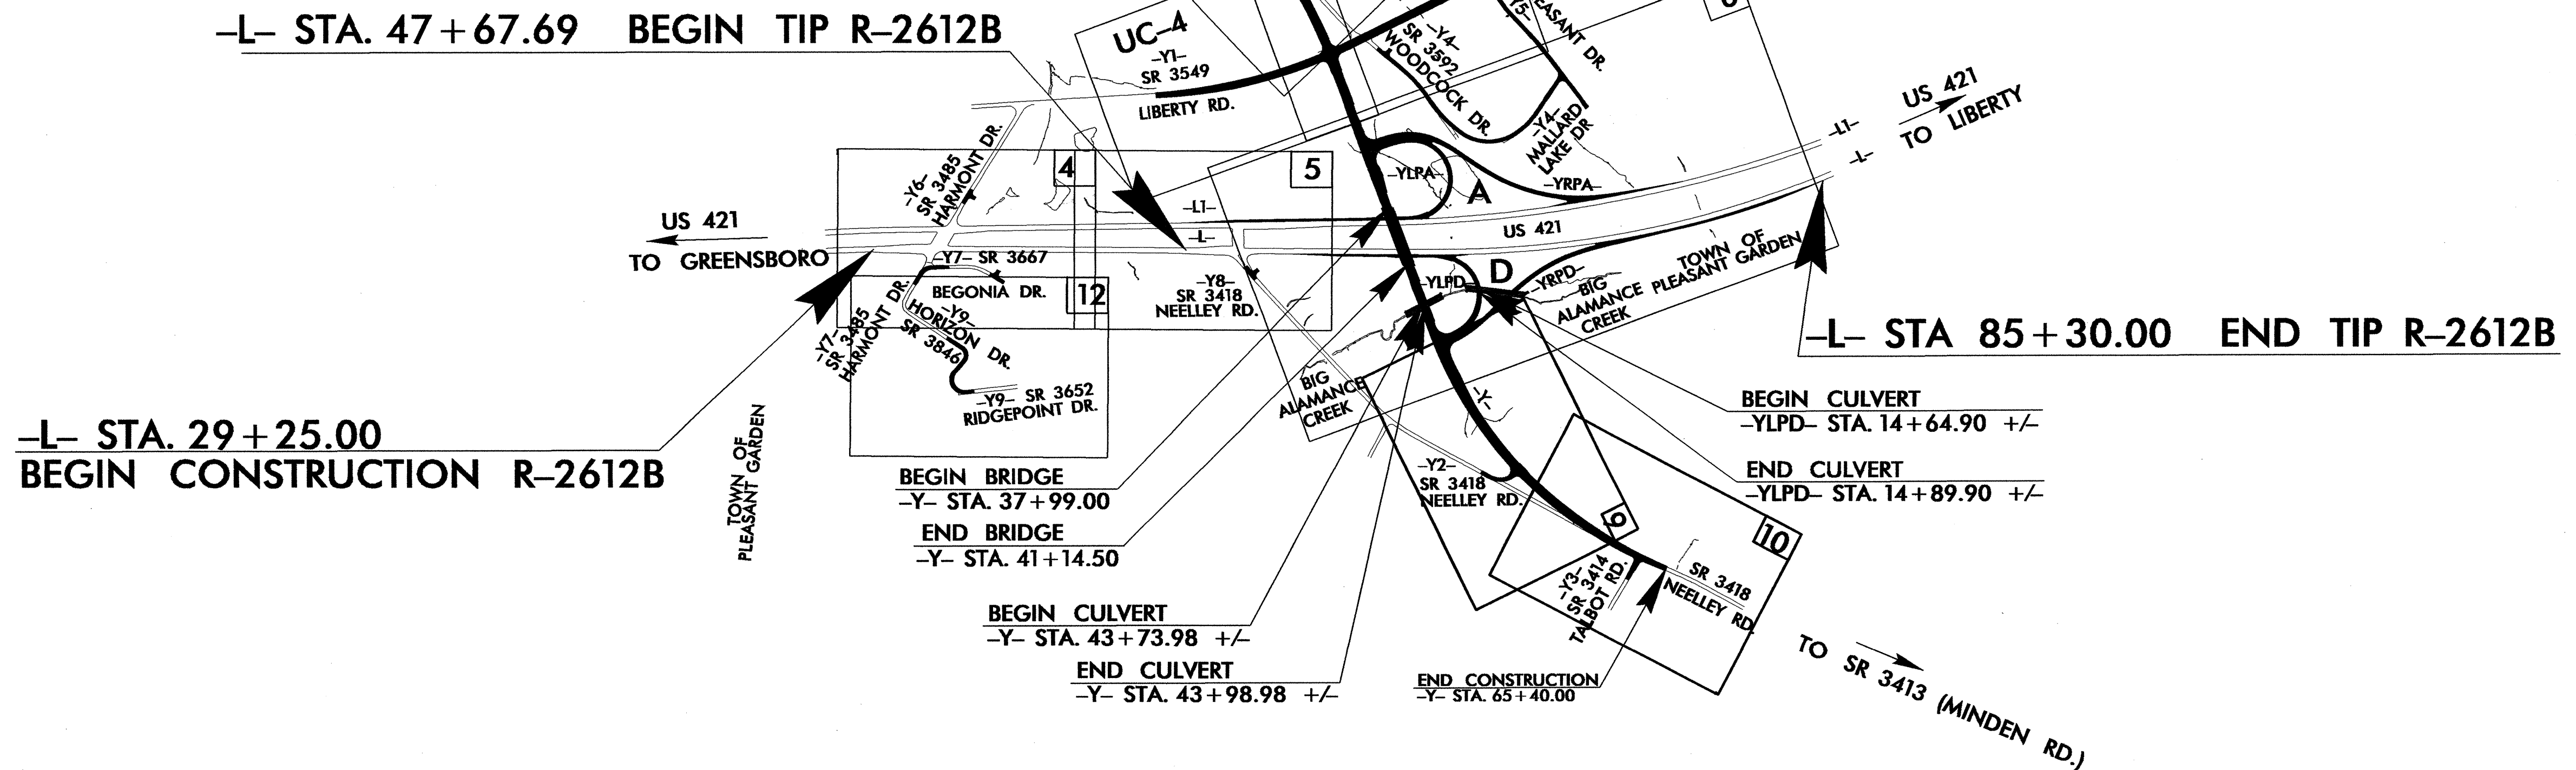 -L- STA. 47+67.69 BEGIN TIP R-2612B
UC-4
-Y1-
SR 3549
LIBERTY RD.
-Y4-
SR 3592
WOODCOCK DR.
-Y5-
EASANT DR.
-Y4-
MALLARD
LAKE DR
US 421
TO LIBERTY
-L1-
-L-
-Y6-
SR 3485
HARMONT DR.
4
5
-YLPA-
A
-YRPA-
US 421
TO GREENSBORO
-L1-
-L-
US 421
-Y7- SR 3667
BEGONIA DR.
12
-Y8-
SR 3418
NEELLEY RD.
-YLPD-
D
-YRPD-
BIG
ALAMANCE
CREEK
TOWN OF
PLEASANT GARDEN
-Y7-
SR 3485
HARMONT DR.
-Y9-
HORIZON DR.
SR 3846
-Y9- SR 3652
RIDGEPOINT DR.
BIG
ALAMANCE
CREEK
-Y-
-L- STA 85+30.00 END TIP R-2612B
-L- STA. 29+25.00
BEGIN CONSTRUCTION R-2612B
TOWN OF
PLEASANT GARDEN
BEGIN CULVERT
-YLPD- STA. 14+64.90 +/-
END CULVERT
-YLPD- STA. 14+89.90 +/-
BEGIN BRIDGE
-Y- STA. 37+99.00
END BRIDGE
-Y- STA. 41+14.50
-Y2-
SR 3418
NEELLEY RD.
9
10
-Y3-
SR 3414
TALBOT RD.
SR 3418
NEELLEY RD.
BEGIN CULVERT
-Y- STA. 43+73.98 +/-
END CULVERT
-Y- STA. 43+98.98 +/-
END CONSTRUCTION
-Y- STA. 65+40.00
TO SR 3413 (MINDEN RD.)